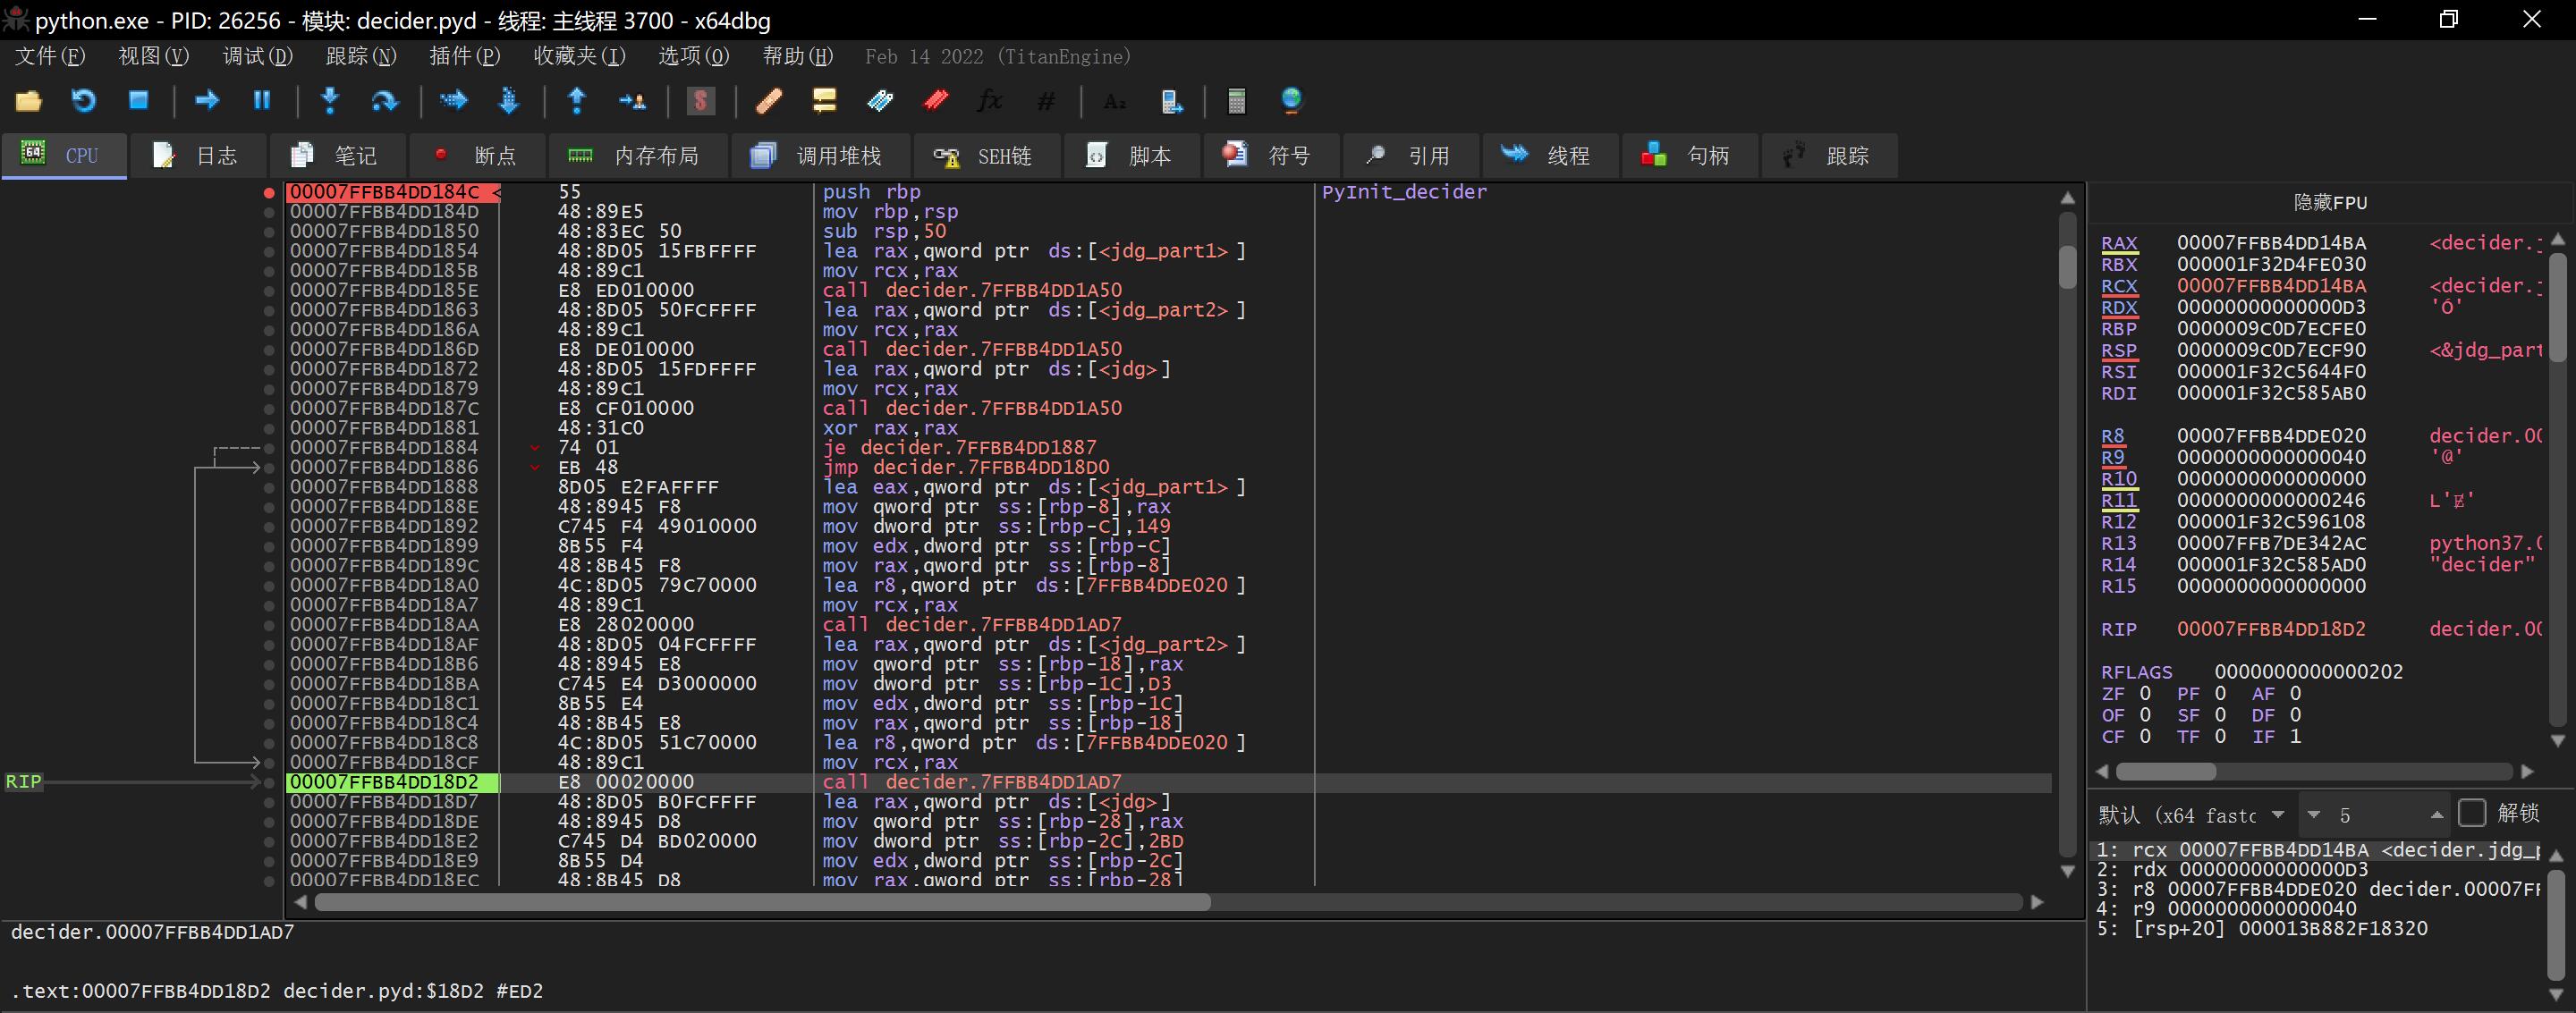 python.exe - PID: 26256 - 模块: decider.pyd - 线程: 主线程 3700 - x64dbg
文件(F) 视图(V) 调试(D) 跟踪(N) 插件(P) 收藏夹(I) 选项(O) 帮助(H) Feb 14 2022 (TitanEngine)
CPU 日志 笔记 断点 内存布局 调用堆栈 SEH链 脚本 符号 引用 线程 句柄 跟踪
00007FFBB4DD184C < 55 push rbp PyInit_decider
00007FFBB4DD184D 48:89E5 mov rbp,rsp
00007FFBB4DD1850 48:83EC 50 sub rsp,50
00007FFBB4DD1854 48:8D05 15FBFFFF lea rax,qword ptr ds:[<jdg_part1>]
00007FFBB4DD185B 48:89C1 mov rcx,rax
00007FFBB4DD185E E8 ED010000 call decider.7FFBB4DD1A50
00007FFBB4DD1863 48:8D05 50FCFFFF lea rax,qword ptr ds:[<jdg_part2>]
00007FFBB4DD186A 48:89C1 mov rcx,rax
00007FFBB4DD186D E8 DE010000 call decider.7FFBB4DD1A50
00007FFBB4DD1872 48:8D05 15FDFFFF lea rax,qword ptr ds:[<jdg>]
00007FFBB4DD1879 48:89C1 mov rcx,rax
00007FFBB4DD187C E8 CF010000 call decider.7FFBB4DD1A50
00007FFBB4DD1881 48:31C0 xor rax,rax
00007FFBB4DD1884 74 01 je decider.7FFBB4DD1887
00007FFBB4DD1886 EB 48 jmp decider.7FFBB4DD18D0
00007FFBB4DD1888 8D05 E2FAFFFF lea eax,qword ptr ds:[<jdg_part1>]
00007FFBB4DD188E 48:8945 F8 mov qword ptr ss:[rbp-8],rax
00007FFBB4DD1892 C745 F4 49010000 mov dword ptr ss:[rbp-C],149
00007FFBB4DD1899 8B55 F4 mov edx,dword ptr ss:[rbp-C]
00007FFBB4DD189C 48:8B45 F8 mov rax,qword ptr ss:[rbp-8]
00007FFBB4DD18A0 4C:8D05 79C70000 lea r8,qword ptr ds:[7FFBB4DDE020]
00007FFBB4DD18A7 48:89C1 mov rcx,rax
00007FFBB4DD18AA E8 28020000 call decider.7FFBB4DD1AD7
00007FFBB4DD18AF 48:8D05 04FCFFFF lea rax,qword ptr ds:[<jdg_part2>]
00007FFBB4DD18B6 48:8945 E8 mov qword ptr ss:[rbp-18],rax
00007FFBB4DD18BA C745 E4 D3000000 mov dword ptr ss:[rbp-1C],D3
00007FFBB4DD18C1 8B55 E4 mov edx,dword ptr ss:[rbp-1C]
00007FFBB4DD18C4 48:8B45 E8 mov rax,qword ptr ss:[rbp-18]
00007FFBB4DD18C8 4C:8D05 51C70000 lea r8,qword ptr ds:[7FFBB4DDE020]
00007FFBB4DD18CF 48:89C1 mov rcx,rax
RIP 00007FFBB4DD18D2 E8 00020000 call decider.7FFBB4DD1AD7
00007FFBB4DD18D7 48:8D05 B0FCFFFF lea rax,qword ptr ds:[<jdg>]
00007FFBB4DD18DE 48:8945 D8 mov qword ptr ss:[rbp-28],rax
00007FFBB4DD18E2 C745 D4 BD020000 mov dword ptr ss:[rbp-2C],2BD
00007FFBB4DD18E9 8B55 D4 mov edx,dword ptr ss:[rbp-2C]
00007FFBB4DD18EC 48:8B45 D8 mov rax,qword ptr ss:[rbp-28]
decider.00007FFBB4DD1AD7
.text:00007FFBB4DD18D2 decider.pyd:$18D2 #ED2
隐藏FPU
RAX 00007FFBB4DD14BA <decider.j
RBX 000001F32D4FE030
RCX 00007FFBB4DD14BA <decider.j
RDX 00000000000000D3 'Ó'
RBP 0000009C0D7ECFE0
RSP 0000009C0D7ECF90 <&jdg_part
RSI 000001F32C5644F0
RDI 000001F32C585AB0
R8 00007FFBB4DDE020 decider.00
R9 0000000000000040 '@'
R10 0000000000000000
R11 0000000000000246 L'Ɇ'
R12 000001F32C596108
R13 00007FFB7DE342AC python37.0
R14 000001F32C585AD0 "decider"
R15 0000000000000000
RIP 00007FFBB4DD18D2 decider.00
RFLAGS 0000000000000202
ZF 0 PF 0 AF 0
OF 0 SF 0 DF 0
CF 0 TF 0 IF 1
默认 (x64 fastc 5 解锁
1: rcx 00007FFBB4DD14BA <decider.jdg_p
2: rdx 00000000000000D3
3: r8 00007FFBB4DDE020 decider.00007FF
4: r9 0000000000000040
5: [rsp+20] 000013B882F18320